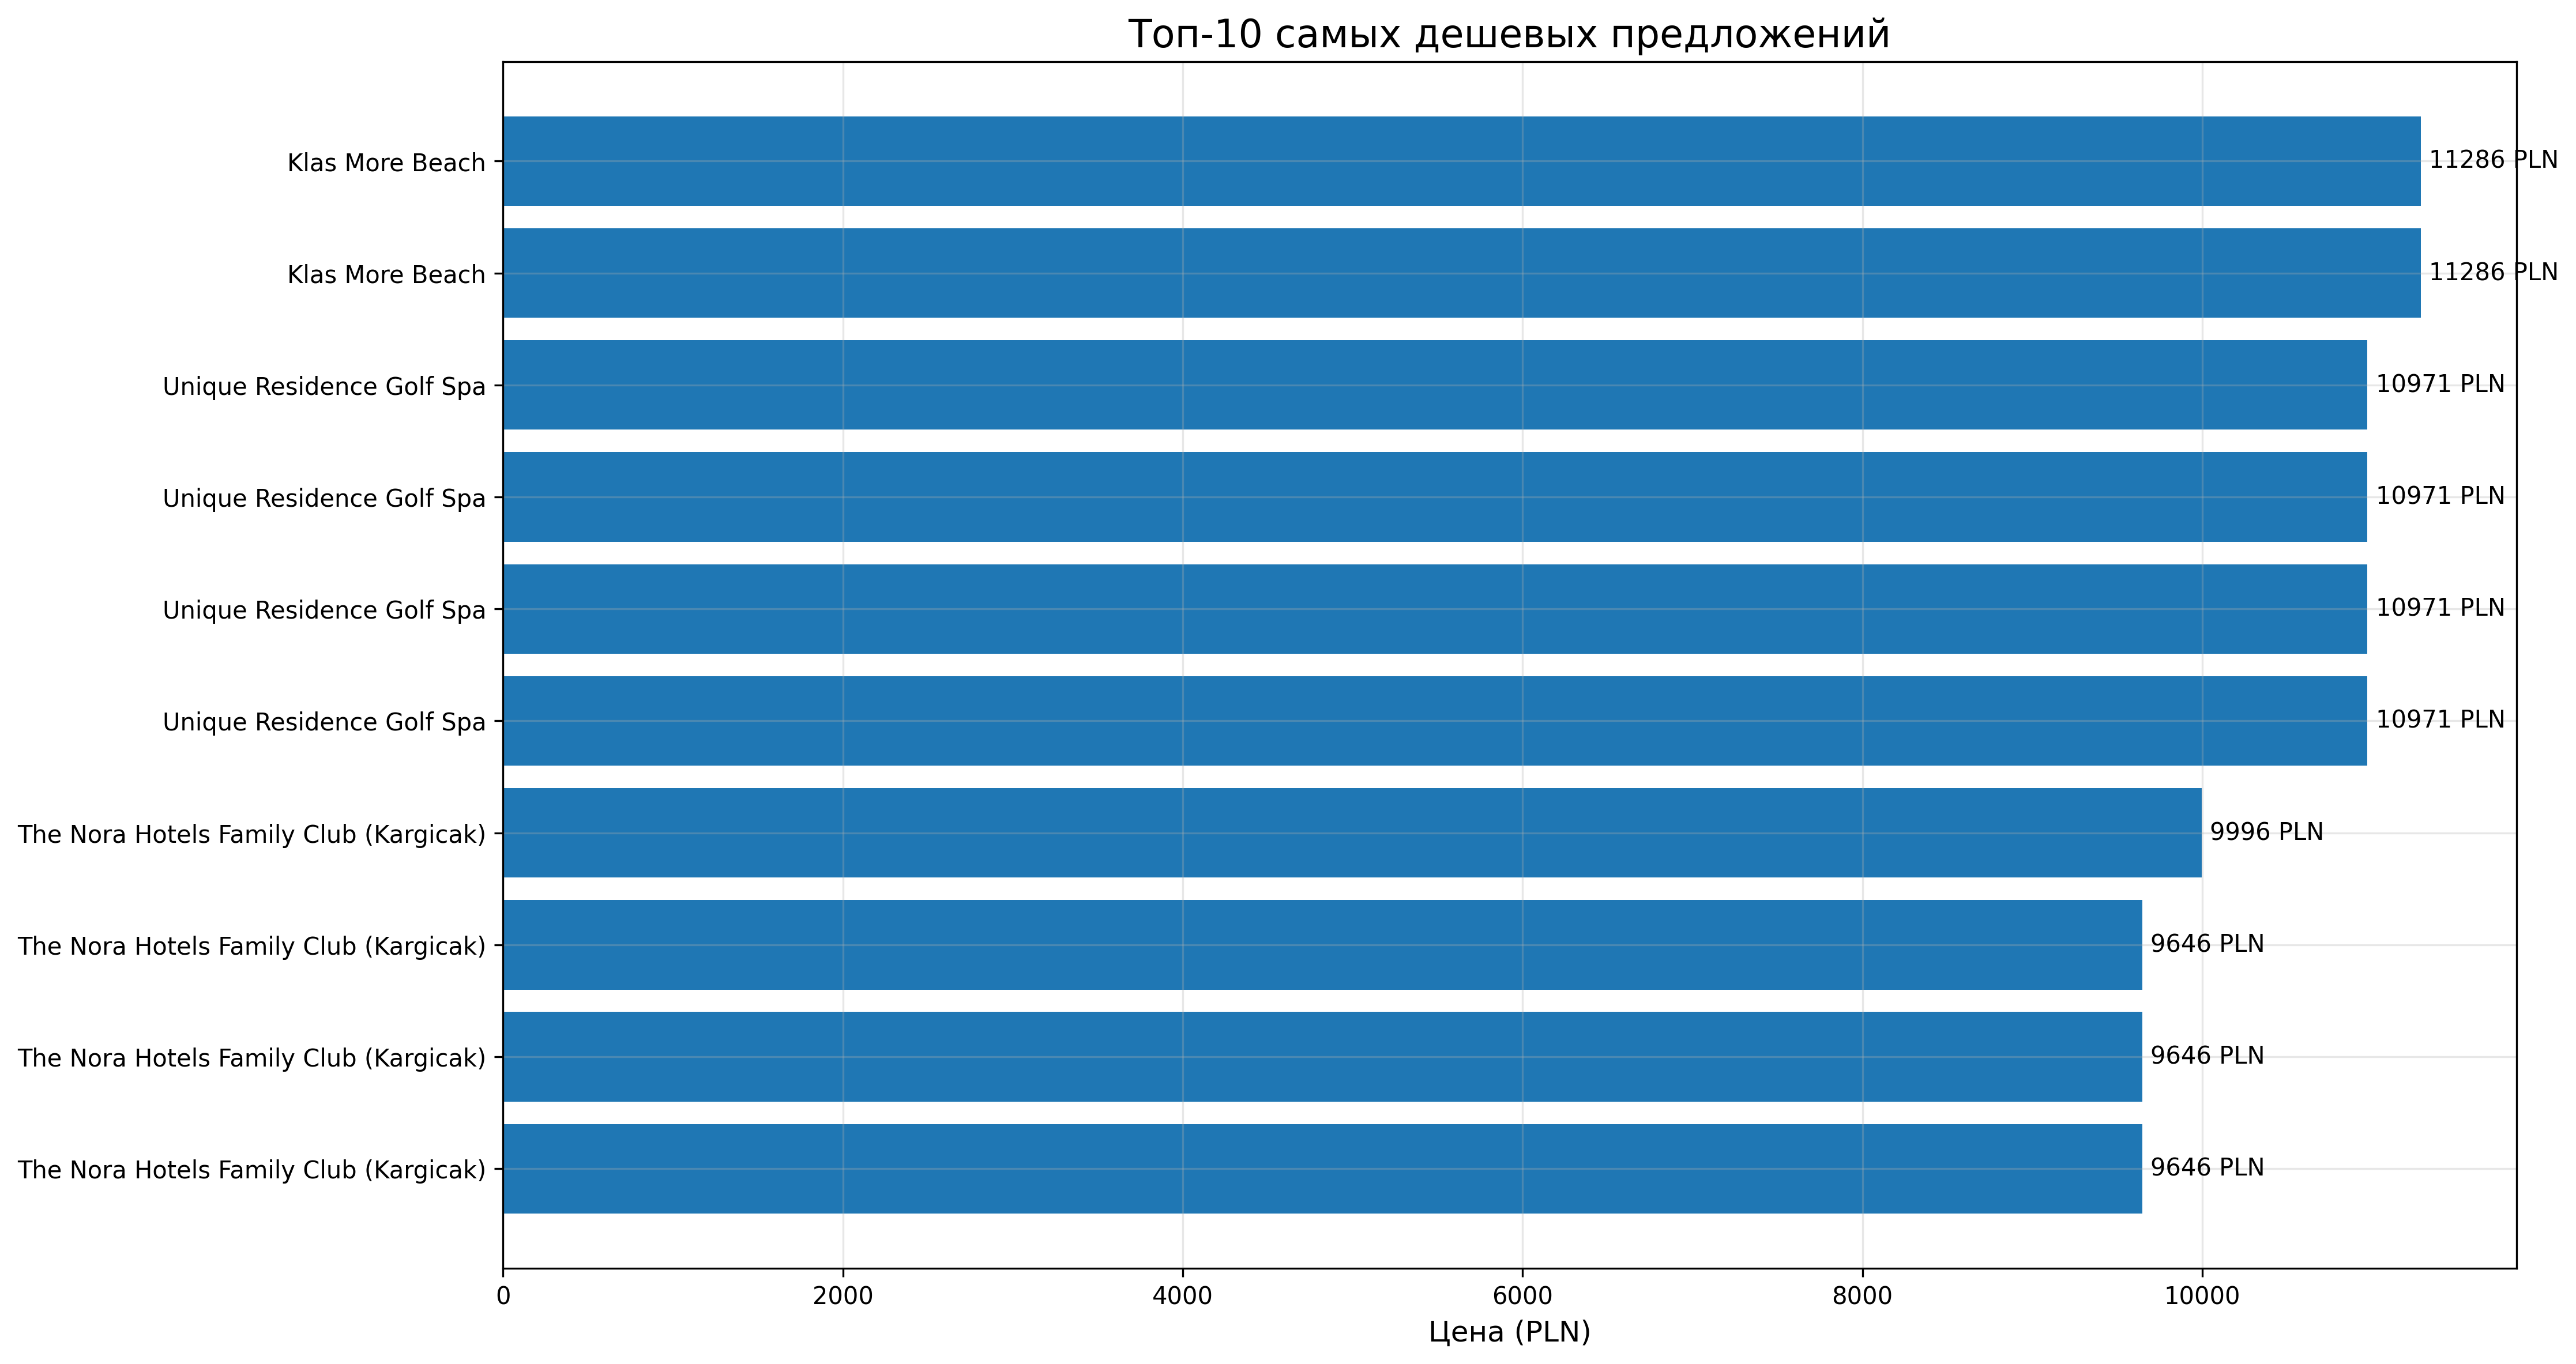 Топ-10 самых дешевых предложений
Klas More Beach 11286 PLN
Klas More Beach 11286 PLN
Unique Residence Golf Spa 10971 PLN
Unique Residence Golf Spa 10971 PLN
Unique Residence Golf Spa 10971 PLN
Unique Residence Golf Spa 10971 PLN
The Nora Hotels Family Club (Kargicak) 9996 PLN
The Nora Hotels Family Club (Kargicak) 9646 PLN
The Nora Hotels Family Club (Kargicak) 9646 PLN
The Nora Hotels Family Club (Kargicak) 9646 PLN
0 2000 4000 6000 8000 10000
Цена (PLN)